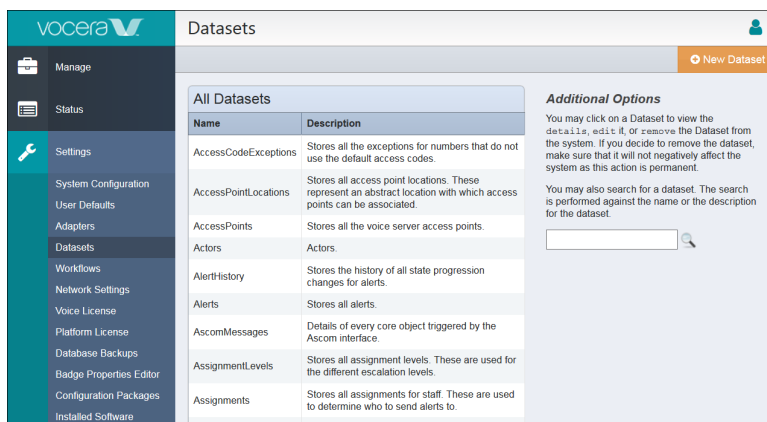 vocera
Datasets
Manage
New Dataset
Status
Settings
System Configuration
User Defaults
Adapters
Datasets
Workflows
Network Settings
Voice License
Platform License
Database Backups
Badge Properties Editor
Configuration Packages
Installed Software
All Datasets
Name Description
AccessCodeExceptions Stores all the exceptions for numbers that do not
use the default access codes.
AccessPointLocations Stores all access point locations. These
represent an abstract location with which access
points can be associated.
AccessPoints Stores all the voice server access points.
Actors Actors.
AlertHistory Stores the history of all state progression
changes for alerts.
Alerts Stores all alerts.
AscomMessages Details of every core object triggered by the
Ascom interface.
AssignmentLevels Stores all assignment levels. These are used for
the different escalation levels.
Assignments Stores all assignments for staff. These are used
to determine who to send alerts to.
Additional Options
You may click on a Dataset to view the
details, edit it, or remove the Dataset from
the system. If you decide to remove the dataset,
make sure that it will not negatively affect the
system as this action is permanent.
You may also search for a dataset. The search
is performed against the name or the description
for the dataset.